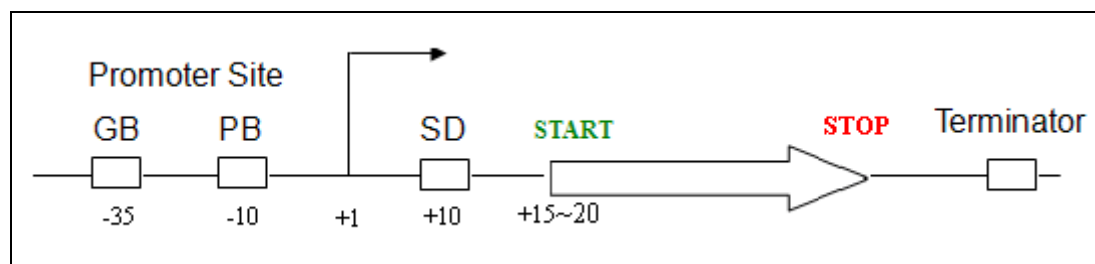 Promoter Site
GB PB SD START STOP Terminator
-35 -10 +1 +10 +15~20